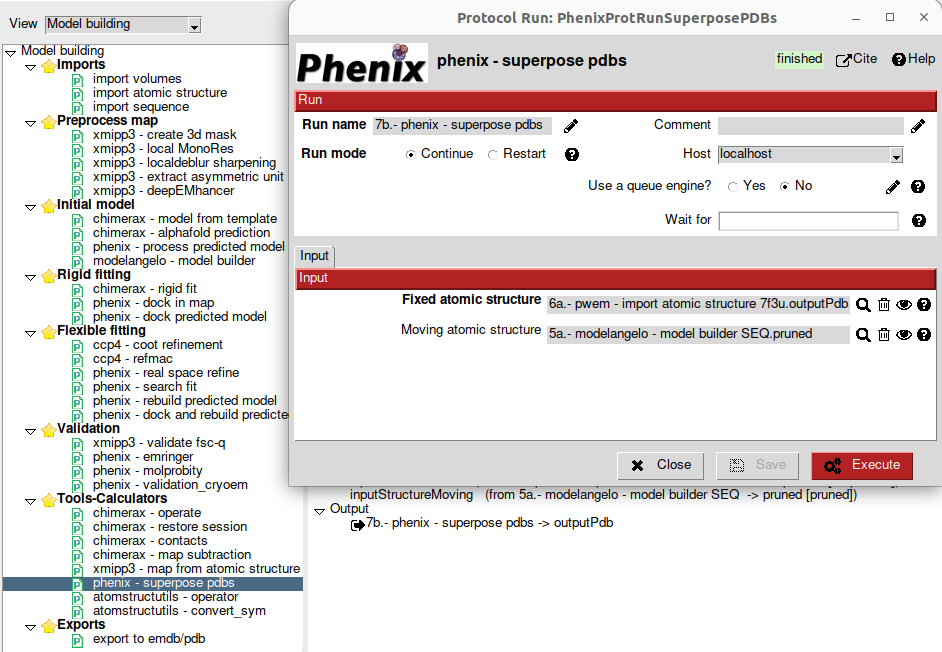 View Model building
Model building
Imports
import volumes
import atomic structure
import sequence
Preprocess map
xmipp3 - create 3d mask
xmipp3 - local MonoRes
xmipp3 - localdeblur sharpening
xmipp3 - extract asymmetric unit
xmipp3 - deepEMhancer
Initial model
chimerax - model from template
chimerax - alphafold prediction
phenix - process predicted model
modelangelo - model builder
Rigid fitting
chimerax - rigid fit
phenix - dock in map
phenix - dock predicted model
Flexible fitting
ccp4 - coot refinement
ccp4 - refmac
phenix - real space refine
phenix - search fit
phenix - rebuild predicted model
phenix - dock and rebuild predicte
Validation
xmipp3 - validate fsc-q
phenix - emringer
phenix - molprobity
phenix - validation_cryoem
Tools-Calculators
chimerax - operate
chimerax - restore session
chimerax - contacts
chimerax - map subtraction
xmipp3 - map from atomic structure
phenix - superpose pdbs
atomstructutils - operator
atomstructutils - convert_sym
Exports
export to emdb/pdb
Protocol Run: PhenixProtRunSuperposePDBs
Phenix phenix - superpose pdbs finished Cite Help
Run
Run name 7b.- phenix - superpose pdbs Comment
Run mode Continue Restart Host localhost
Use a queue engine? Yes No
Wait for
Input
Input
Fixed atomic structure 6a.- pwem - import atomic structure 7f3u.outputPdb
Moving atomic structure 5a.- modelangelo - model builder SEQ.pruned
Close Save Execute
inputStructureMoving (from 5a.- modelangelo - model builder SEQ -> pruned [pruned])
Output
7b.- phenix - superpose pdbs -> outputPdb